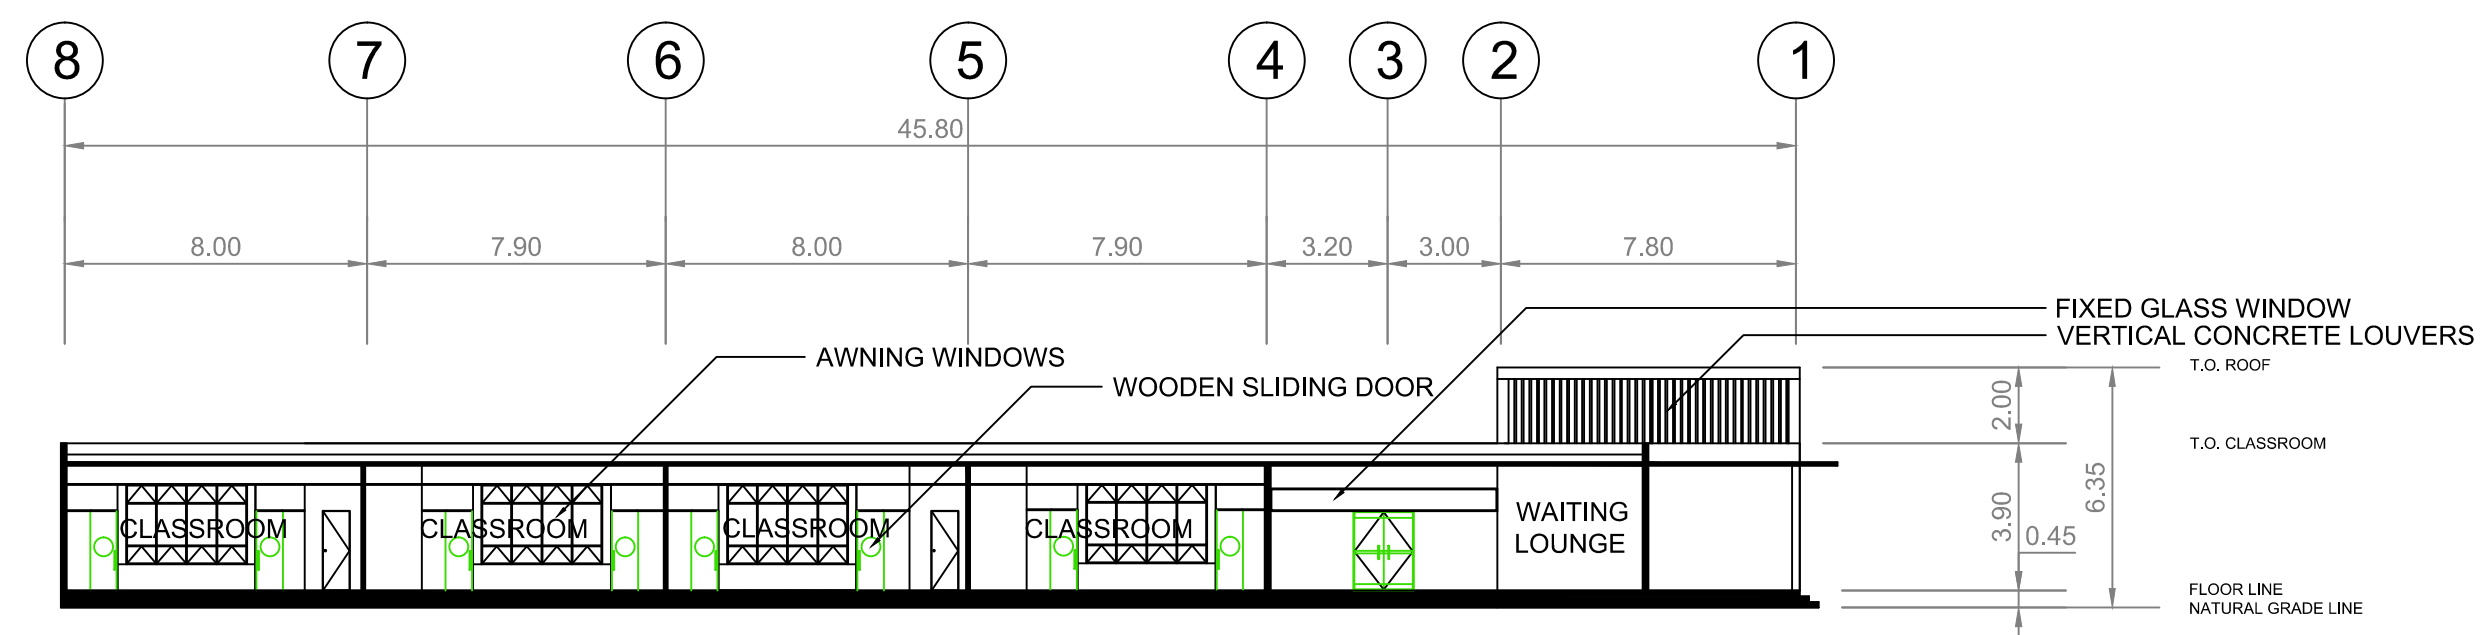 8 7 6 5 4 3 2 1
45.80
8.00 7.90 8.00 7.90 3.20 3.00 7.80
FIXED GLASS WINDOW
VERTICAL CONCRETE LOUVERS
AWNING WINDOWS
T.O. ROOF
WOODEN SLIDING DOOR
2.00
T.O. CLASSROOM
6.35
3.90
CLASSROOM CLASSROOM CLASSROOM CLASSROOM
WAITING
LOUNGE
0.45
FLOOR LINE
NATURAL GRADE LINE